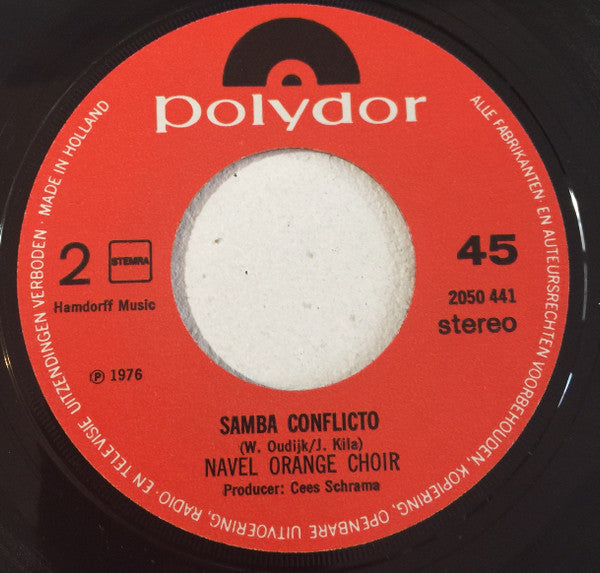 polydor
ALLE FABRIKANTEN- EN AUTEURSRECHTEN VOORBEHOUDEN, KOPIERING, OPENBARE UITVOERING, RADIO- EN TELEVISIE UITZENDINGEN VERBODEN · MADE IN HOLLAND
2 STEMRA
Hamdorff Music
45
2050 441
stereo
℗ 1976
SAMBA CONFLICTO
(W. Oudijk/J. Kila)
NAVEL ORANGE CHOIR
Producer: Cees Schrama